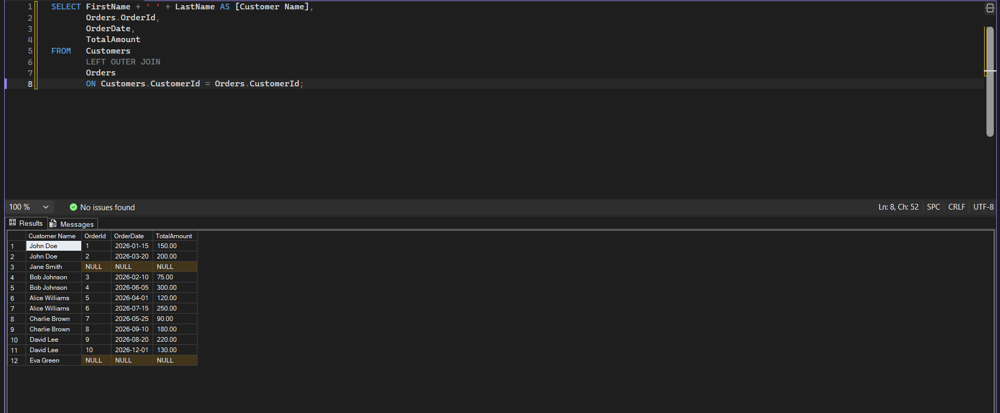 1 SELECT FirstName + ' ' + LastName AS [Customer Name],
2 Orders.OrderId,
3 OrderDate,
4 TotalAmount
5 FROM Customers
6 LEFT OUTER JOIN
7 Orders
8 ON Customers.CustomerId = Orders.CustomerId;
100 % No issues found Ln: 8, Ch: 52 SPC CRLF UTF-8
Results Messages
Customer Name OrderId OrderDate TotalAmount
1 John Doe 1 2026-01-15 150.00
2 John Doe 2 2026-03-20 200.00
3 Jane Smith NULL NULL NULL
4 Bob Johnson 3 2026-02-10 75.00
5 Bob Johnson 4 2026-06-05 300.00
6 Alice Williams 5 2026-04-01 120.00
7 Alice Williams 6 2026-07-15 250.00
8 Charlie Brown 7 2026-05-25 90.00
9 Charlie Brown 8 2026-09-10 180.00
10 David Lee 9 2026-08-20 220.00
11 David Lee 10 2026-12-01 130.00
12 Eva Green NULL NULL NULL